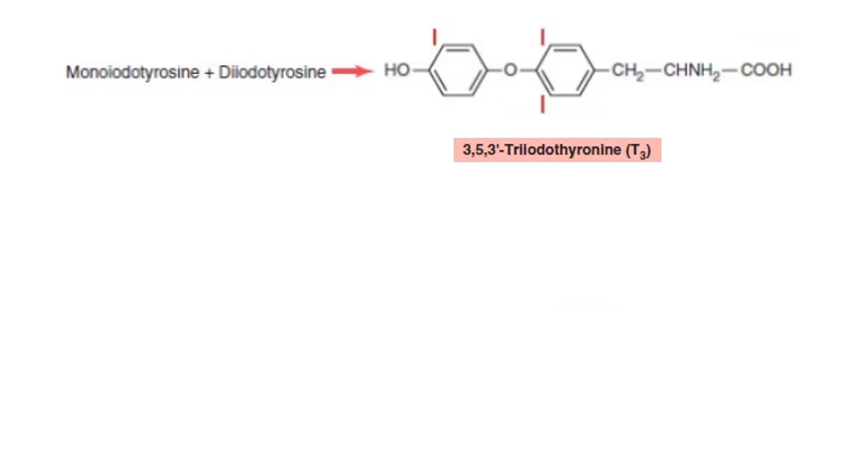 I I
Monoiodotyrosine + Diiodotyrosine HO O CH₂—CHNH₂—COOH
I
3,5,3'-Triiodothyronine (T₃)